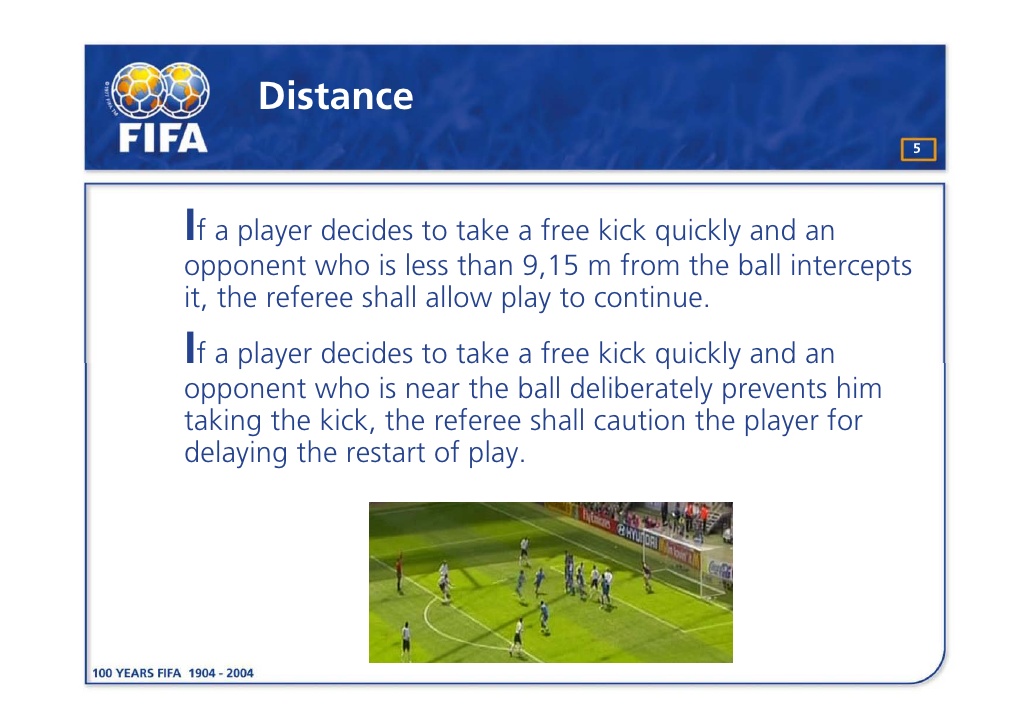 FIFA
Distance
5
If a player decides to take a free kick quickly and an
opponent who is less than 9,15 m from the ball intercepts
it, the referee shall allow play to continue.
If a player decides to take a free kick quickly and an
opponent who is near the ball deliberately prevents him
taking the kick, the referee shall caution the player for
delaying the restart of play.
Emirates
HYUNDAI
100 YEARS FIFA 1904 - 2004